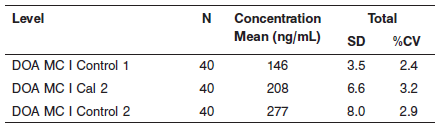 Level N Concentration Total
Mean (ng/mL) SD %CV
DOA MC I Control 1 40 146 3.5 2.4
DOA MC I Cal 2 40 208 6.6 3.2
DOA MC I Control 2 40 277 8.0 2.9